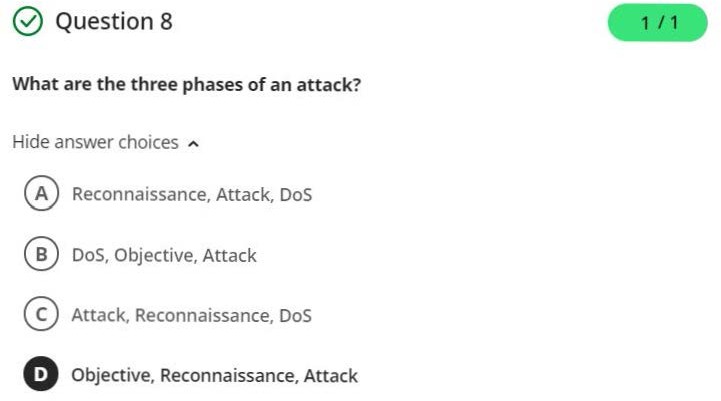 Question 8
1 / 1
What are the three phases of an attack?
Hide answer choices
A Reconnaissance, Attack, DoS
B DoS, Objective, Attack
C Attack, Reconnaissance, DoS
D Objective, Reconnaissance, Attack